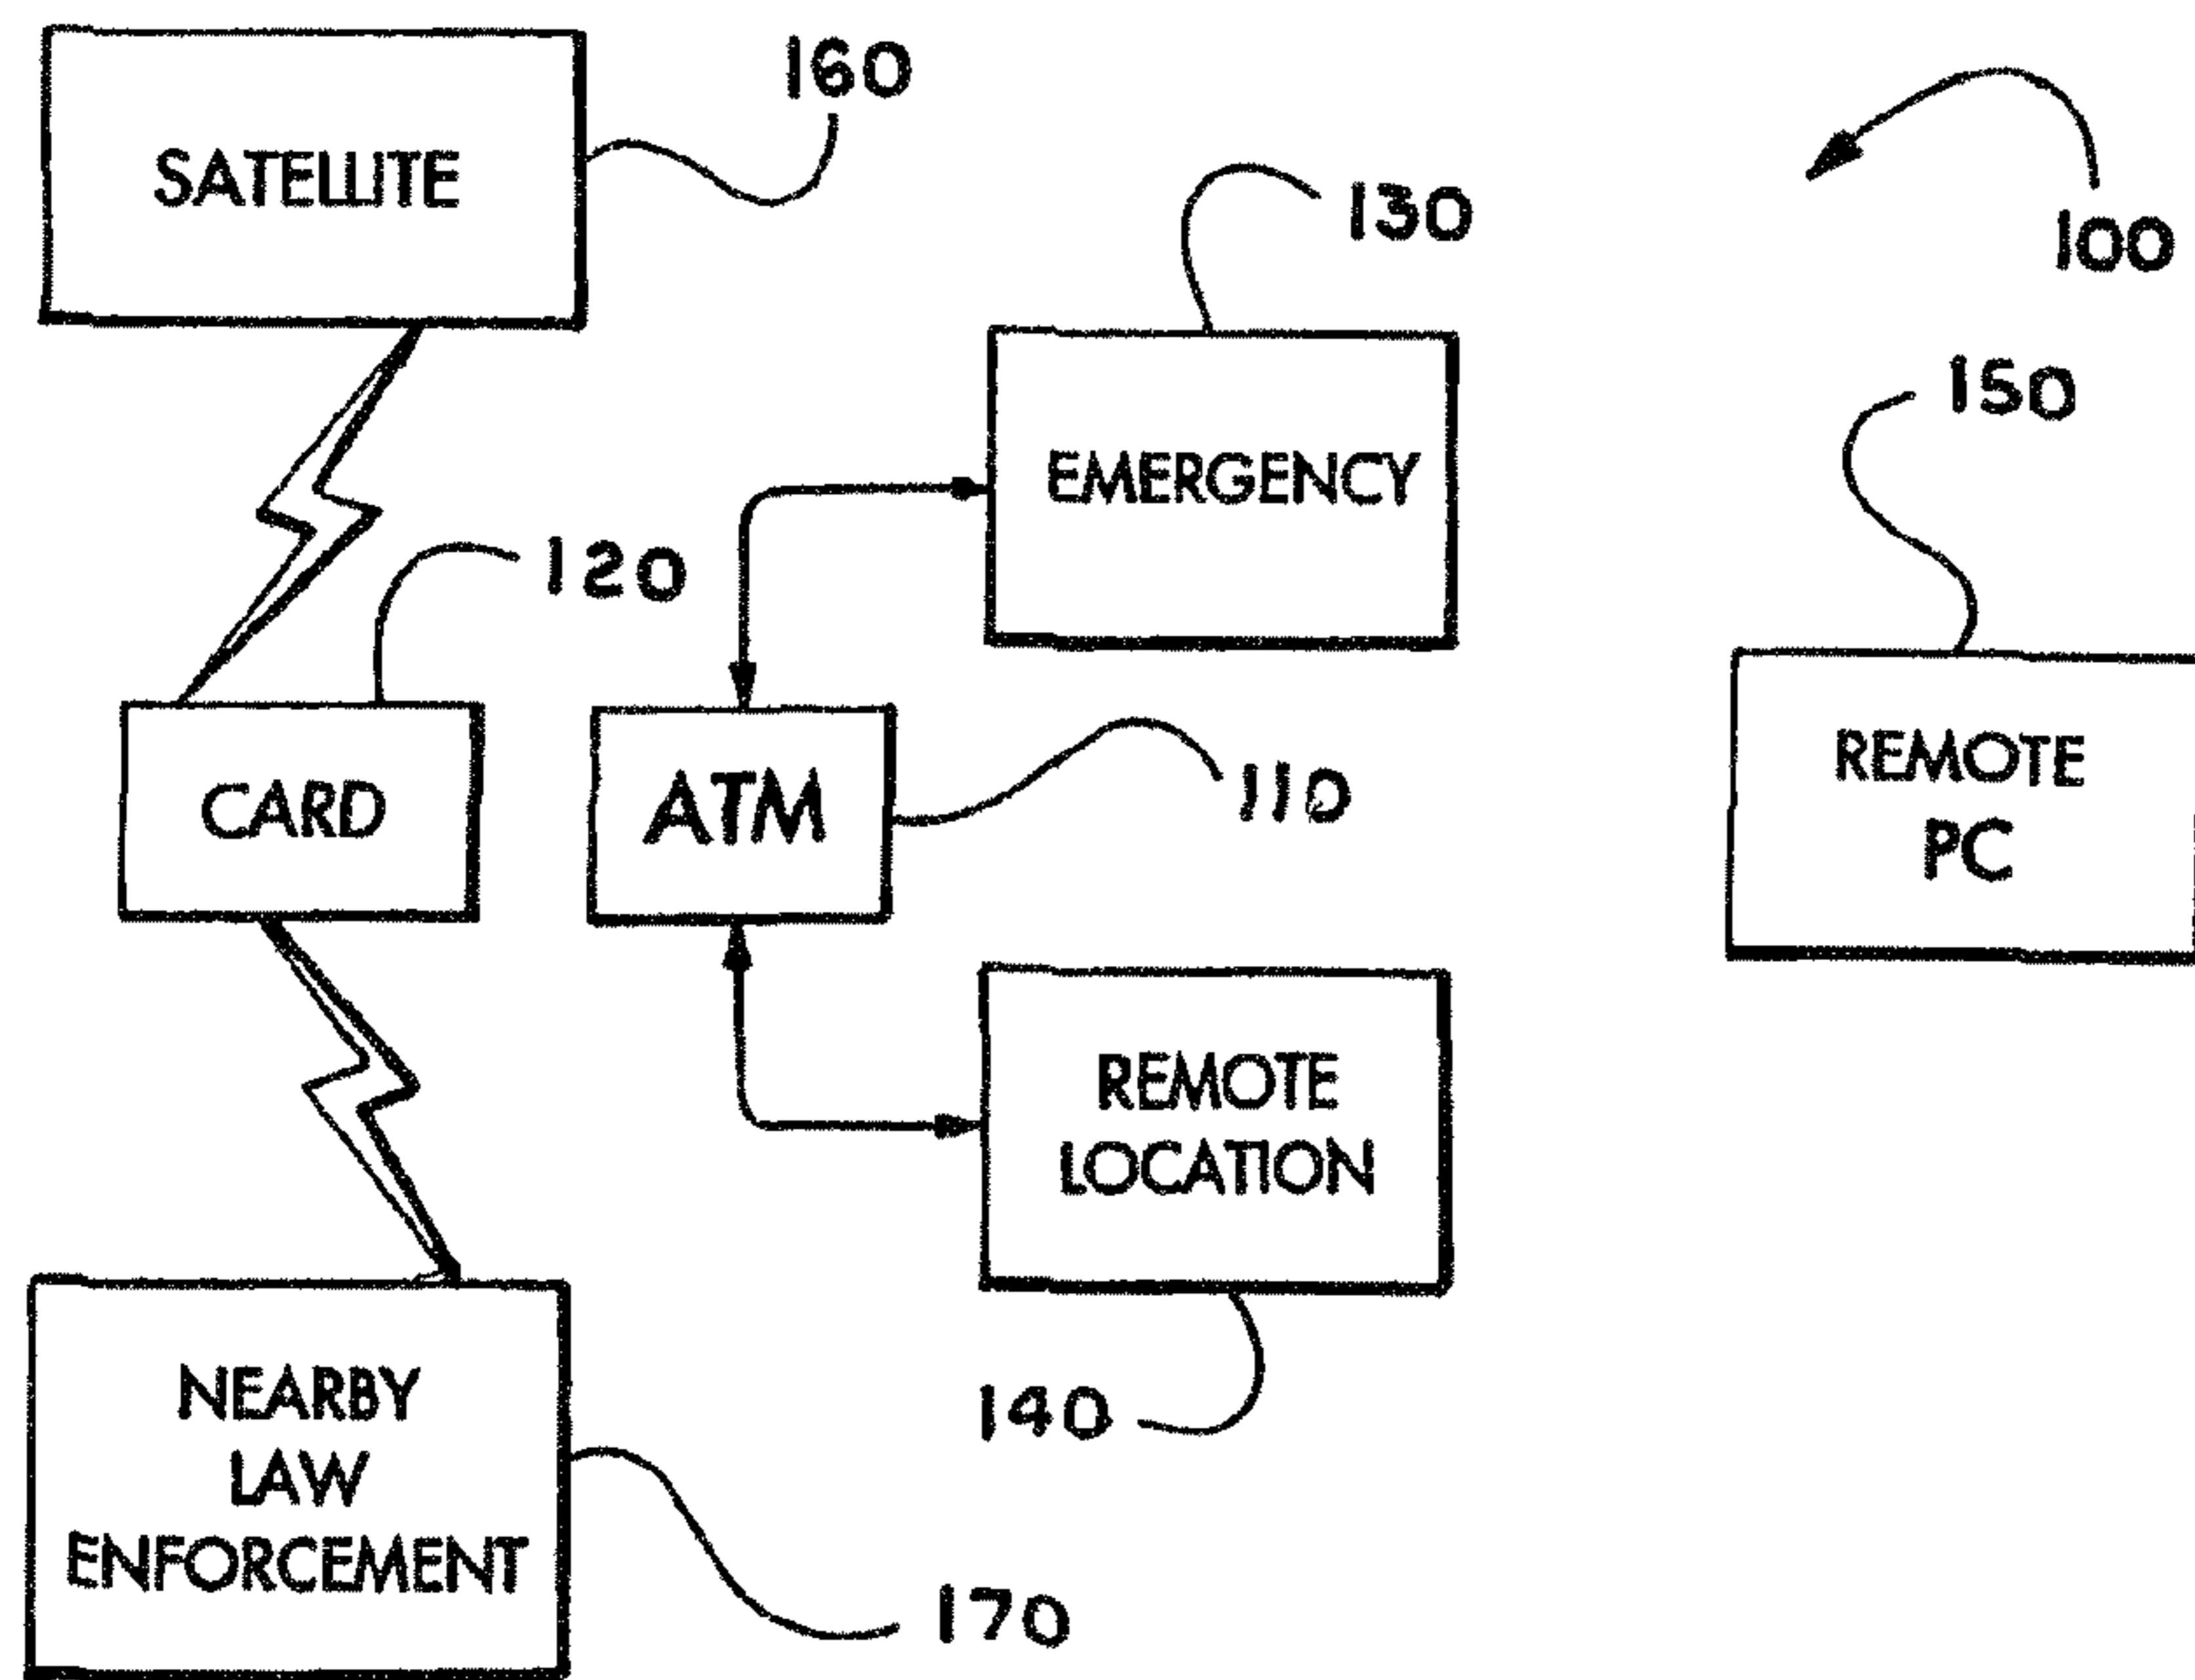 SATELLITE
160
130
100
150
EMERGENCY
120
REMOTE
PC
CARD
ATM
110
REMOTE
LOCATION
140
NEARBY
LAW
ENFORCEMENT
170